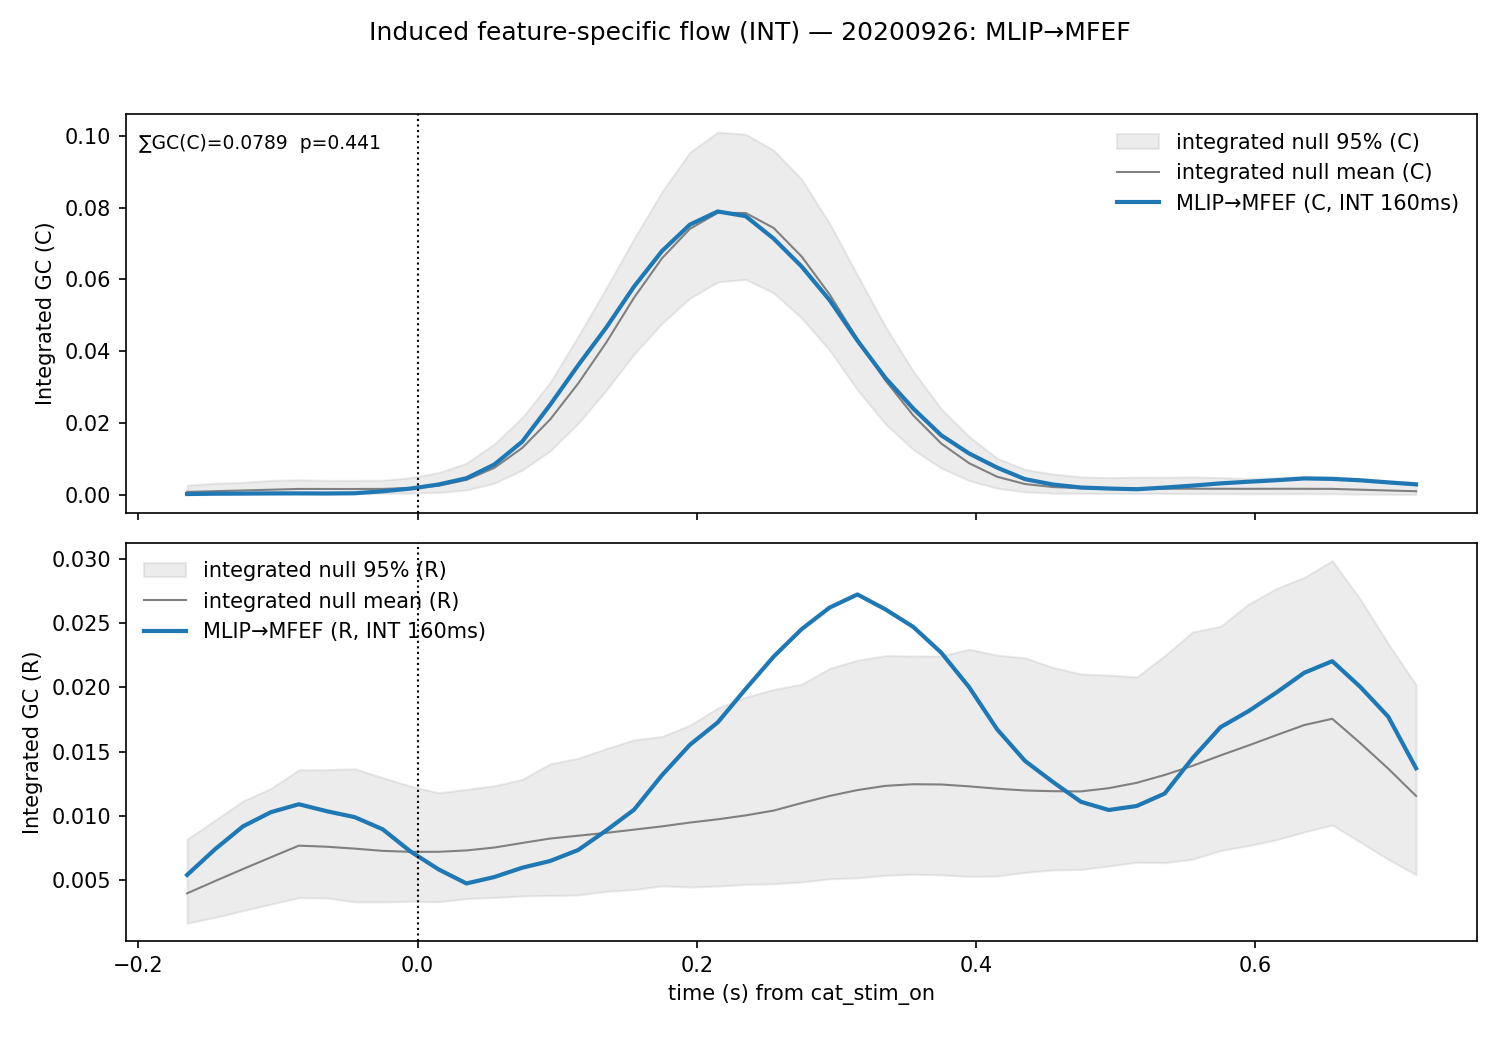 Induced feature-specific flow (INT) — 20200926: MLIP→MFEF
∑GC(C)=0.0789  p=0.441
integrated null 95% (C)
integrated null mean (C)
MLIP→MFEF (C, INT 160ms)
Integrated GC (C)
0.10
0.08
0.06
0.04
0.02
0.00
integrated null 95% (R)
integrated null mean (R)
MLIP→MFEF (R, INT 160ms)
Integrated GC (R)
0.030
0.025
0.020
0.015
0.010
0.005
−0.2 0.0 0.2 0.4 0.6
time (s) from cat_stim_on